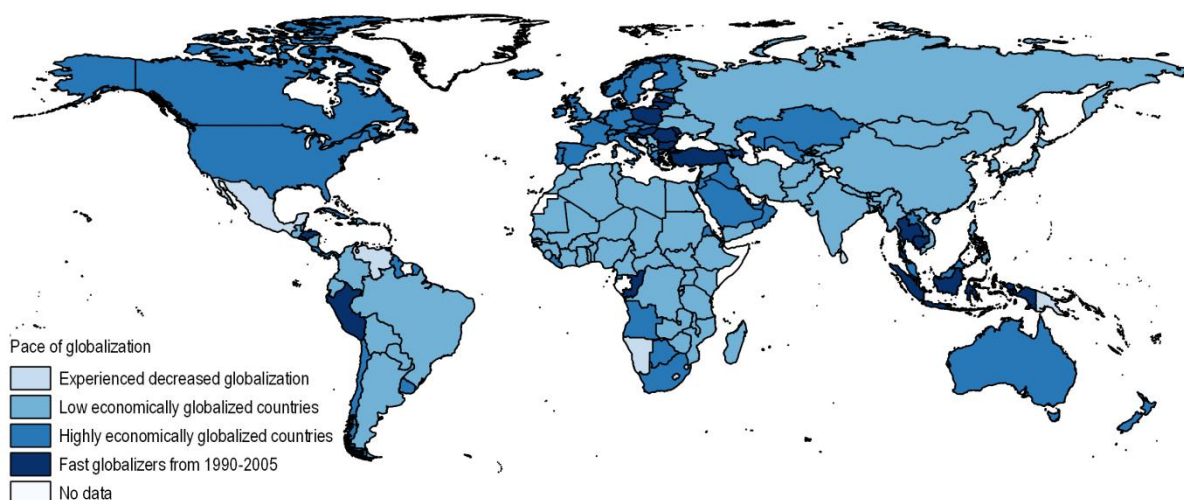 Pace of globalization
Experienced decreased globalization
Low economically globalized countries
Highly economically globalized countries
Fast globalizers from 1990-2005
No data